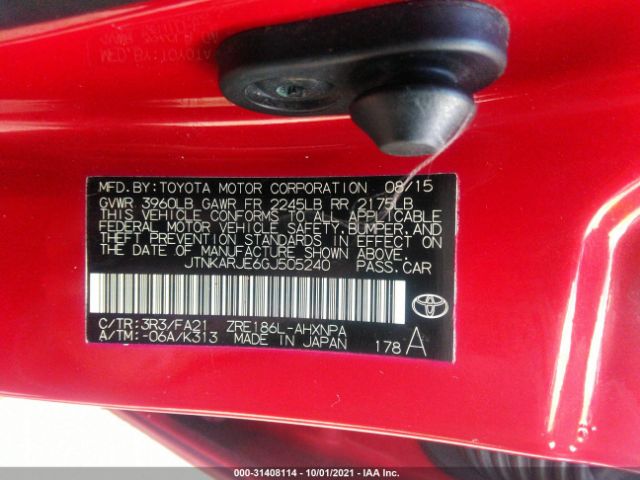 MFD.BY:TOYOTA MOTOR CORPORATION 08/15
GVWR 3960LB GAWR FR 2245LB RR 2175LB
THIS VEHICLE CONFORMS TO ALL APPLICABLE
FEDERAL MOTOR VEHICLE SAFETY,BUMPER,AND
THEFT PREVENTION STANDARDS IN EFFECT ON
THE DATE OF MANUFACTURE SHOWN ABOVE.
JTNKARJE6GJ505240 PASS.CAR
C/TR:3R3/FA21 ZRE186L-AHXNPA
A/TM:-06A/K313 MADE IN JAPAN 178 A
000-31408114 - 10/01/2021 - IAA Inc.